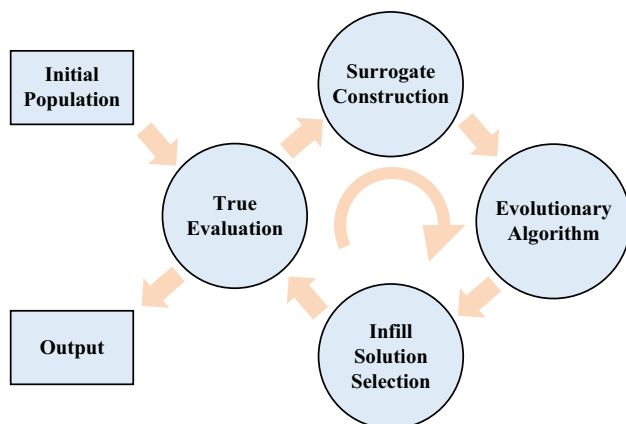 Initial
Population
Surrogate
Construction
True
Evaluation
Evolutionary
Algorithm
Output
Infill
Solution
Selection